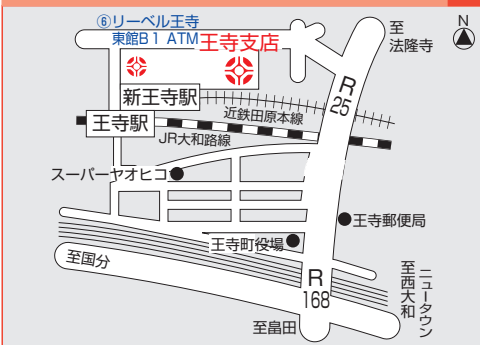 ⑥リーベル王寺
東館B1 ATM
王寺支店
至
法隆寺
N
新王寺駅
R
25
近鉄田原本線
王寺駅
JR大和路線
スーパーヤオヒコ
王寺郵便局
王寺町役場
至国分
R
168
至西大和
ニュータウン
至畠田